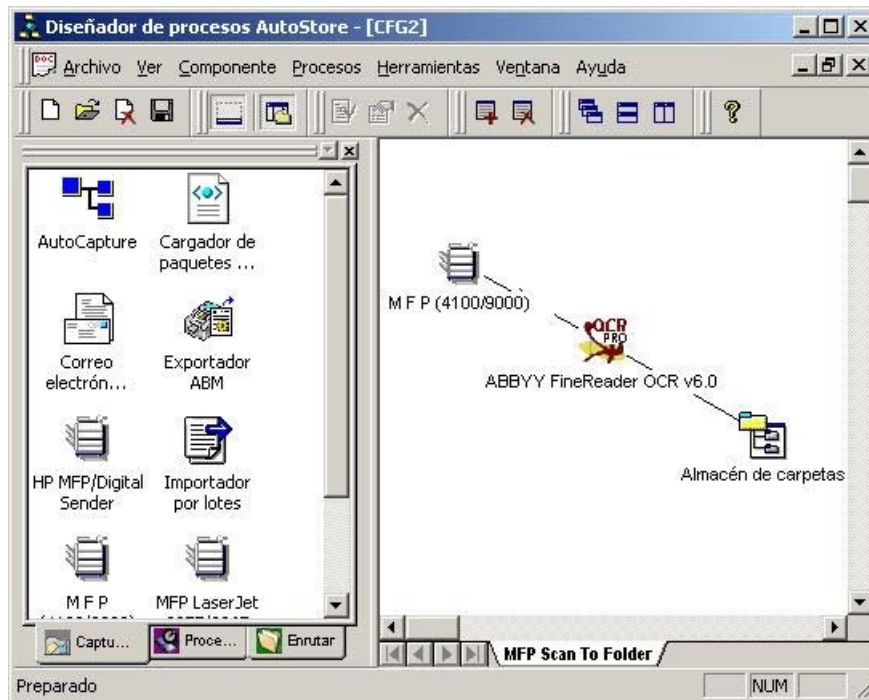 Diseñador de procesos AutoStore - [CFG2]
DOC
Archivo Ver Componente Procesos Herramientas Ventana Ayuda
AutoCapture
Cargador de
paquetes ...
Correo
electrón...
Exportador
ABM
HP MFP/Digital
Sender
Importador
por lotes
M F P
MFP LaserJet
M F P (4100/9000)
OCR
PRO
ABBYY FineReader OCR v6.0
Almacén de carpetas
Captu...
Proce...
Enrutar
MFP Scan To Folder
Preparado
NUM